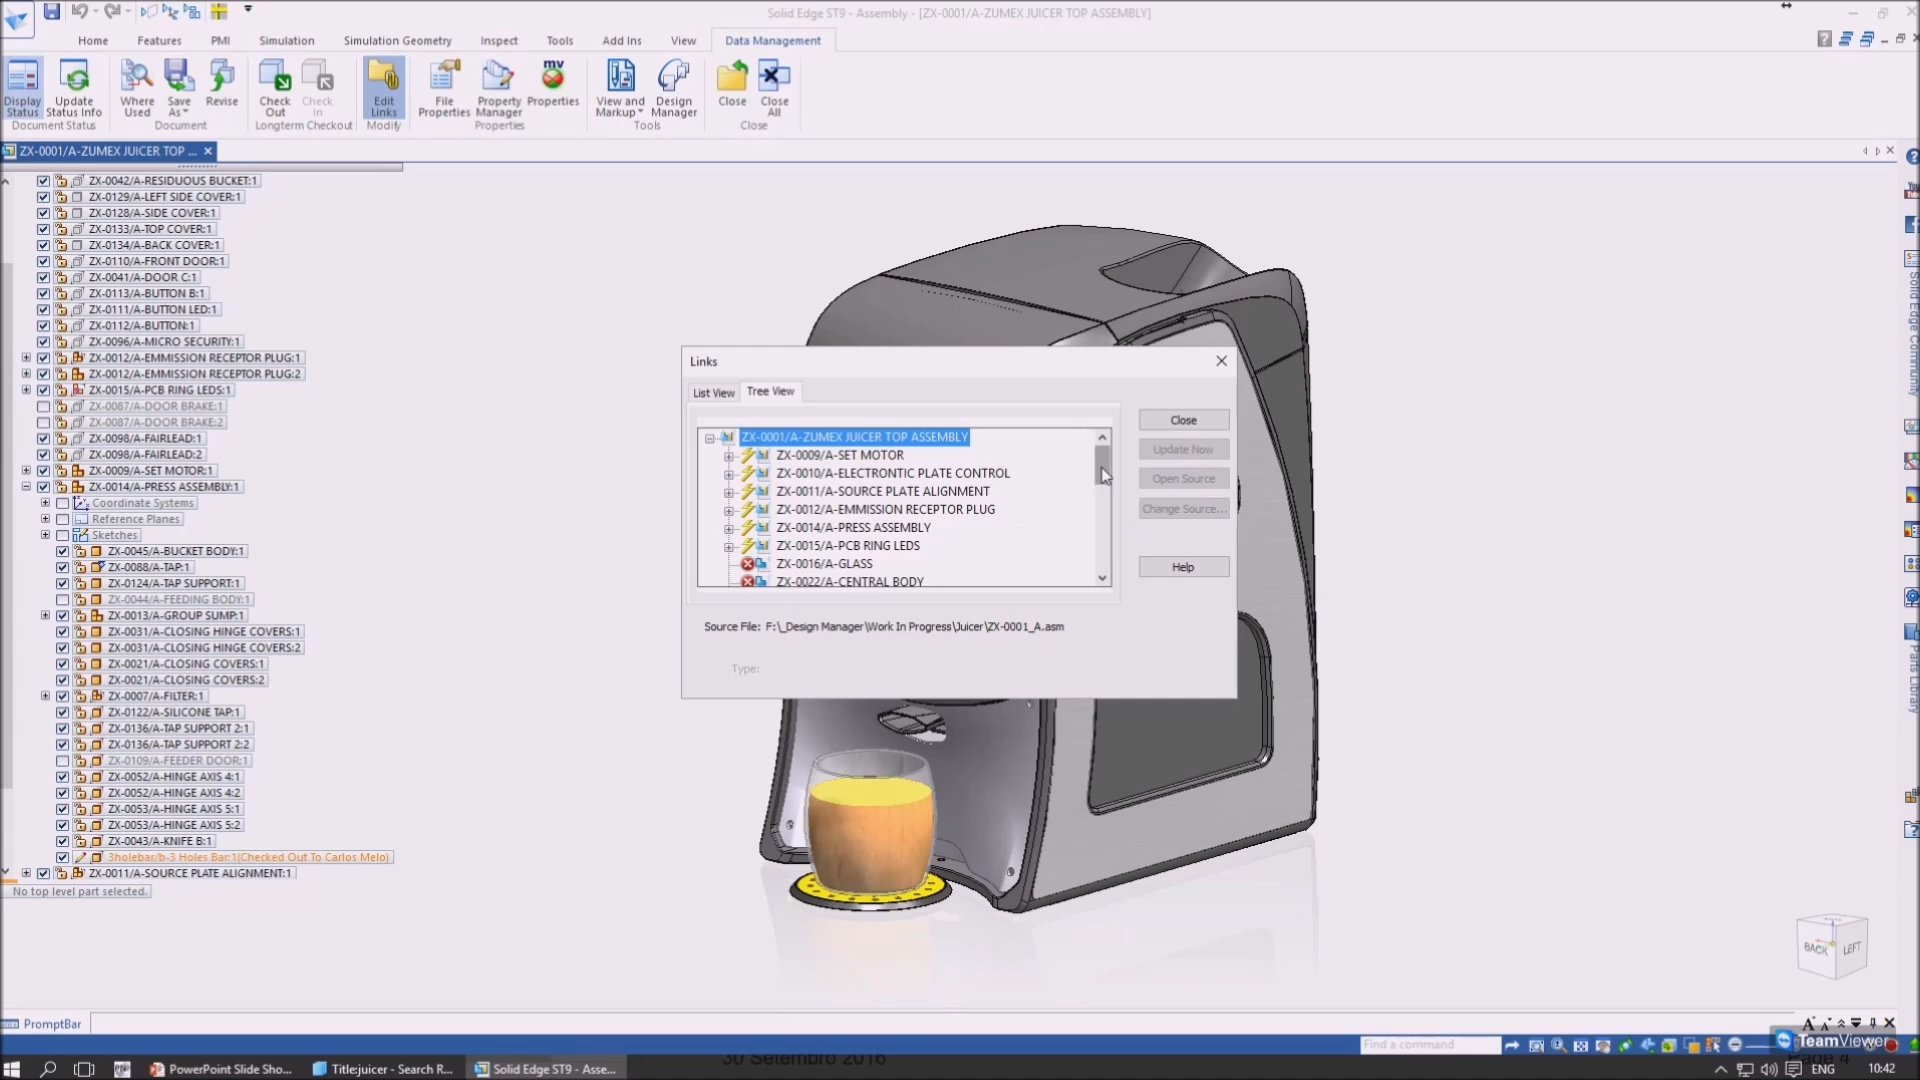 Solid Edge ST9 - Assembly - [ZX-0001/A-ZUMEX JUICER TOP ASSEMBLY]
Home Features PMI Simulation Simulation Geometry Inspect Tools Add Ins View Data Management
Display Status
Update Status Info
Document Status
Where Used
Save As
Revise
Document
Check Out
Check In
Longterm Checkout
Edit Links
Modify
File Properties
Property Manager
mv
Properties
Properties
View and Markup
Design Manager
Tools
Close
Close All
Close
ZX-0001/A-ZUMEX JUICER TOP ...
ZX-0042/A-RESIDUOUS BUCKET:1
ZX-0129/A-LEFT SIDE COVER:1
ZX-0128/A-SIDE COVER:1
ZX-0133/A-TOP COVER:1
ZX-0134/A-BACK COVER:1
ZX-0110/A-FRONT DOOR:1
ZX-0041/A-DOOR C:1
ZX-0113/A-BUTTON B:1
ZX-0111/A-BUTTON LED:1
ZX-0112/A-BUTTON:1
ZX-0096/A-MICRO SECURITY:1
ZX-0012/A-EMMISSION RECEPTOR PLUG:1
ZX-0012/A-EMMISSION RECEPTOR PLUG:2
ZX-0015/A-PCB RING LEDS:1
ZX-0087/A-DOOR BRAKE:1
ZX-0087/A-DOOR BRAKE:2
ZX-0098/A-FAIRLEAD:1
ZX-0098/A-FAIRLEAD:2
ZX-0009/A-SET MOTOR:1
ZX-0014/A-PRESS ASSEMBLY:1
Coordinate Systems
Reference Planes
Sketches
ZX-0045/A-BUCKET BODY:1
ZX-0088/A-TAP:1
ZX-0124/A-TAP SUPPORT:1
ZX-0044/A-FEEDING BODY:1
ZX-0013/A-GROUP SUMP:1
ZX-0031/A-CLOSING HINGE COVERS:1
ZX-0031/A-CLOSING HINGE COVERS:2
ZX-0021/A-CLOSING COVERS:1
ZX-0021/A-CLOSING COVERS:2
ZX-0007/A-FILTER:1
ZX-0122/A-SILICONE TAP:1
ZX-0136/A-TAP SUPPORT 2:1
ZX-0136/A-TAP SUPPORT 2:2
ZX-0109/A-FEEDER DOOR:1
ZX-0052/A-HINGE AXIS 4:1
ZX-0052/A-HINGE AXIS 4:2
ZX-0053/A-HINGE AXIS 5:1
ZX-0053/A-HINGE AXIS 5:2
ZX-0043/A-KNIFE B:1
3holebar/b-3 Holes Bar:1(Checked Out To Carlos Melo)
ZX-0011/A-SOURCE PLATE ALIGNMENT:1
No top level part selected.
Links
List View Tree View
ZX-0001/A-ZUMEX JUICER TOP ASSEMBLY
ZX-0009/A-SET MOTOR
ZX-0010/A-ELECTRONTIC PLATE CONTROL
ZX-0011/A-SOURCE PLATE ALIGNMENT
ZX-0012/A-EMMISSION RECEPTOR PLUG
ZX-0014/A-PRESS ASSEMBLY
ZX-0015/A-PCB RING LEDS
ZX-0016/A-GLASS
ZX-0022/A-CENTRAL BODY
Close
Update Now
Open Source
Change Source...
Help
Source File: F:\_Design Manager\Work In Progress\Juicer\ZX-0001_A.asm
Type:
Solid Edge Community
Parts Library
BACK LEFT
PromptBar
Find a command
TeamViewer
30 Setembro 2016
Page 4
PowerPoint Slide Sho...
Title:juicer - Search R...
Solid Edge ST9 - Asse...
ENG
10:42